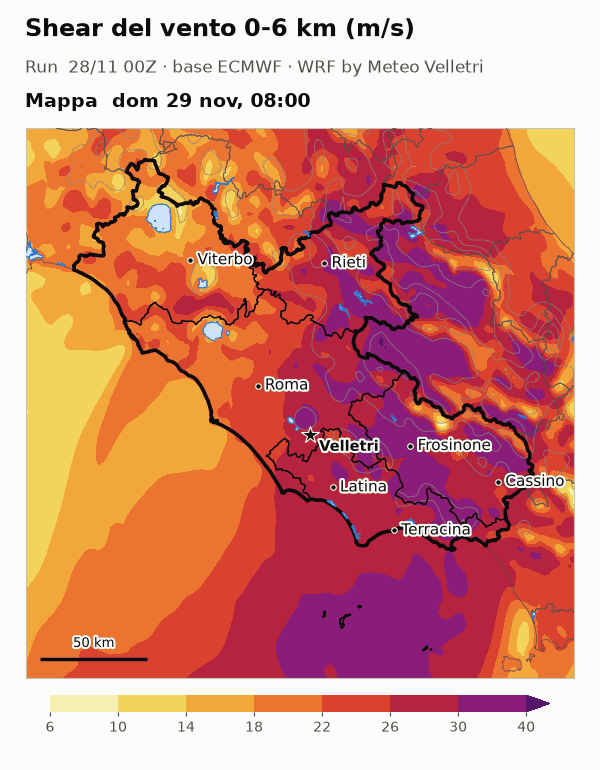 Shear del vento 0-6 km (m/s)
Run  28/11 00Z · base ECMWF · WRF by Meteo Velletri
Mappa  dom 29 nov, 08:00
Viterbo
Rieti
Roma
Velletri
Frosinone
Cassino
Latina
Terracina
50 km
6 10 14 18 22 26 30 40